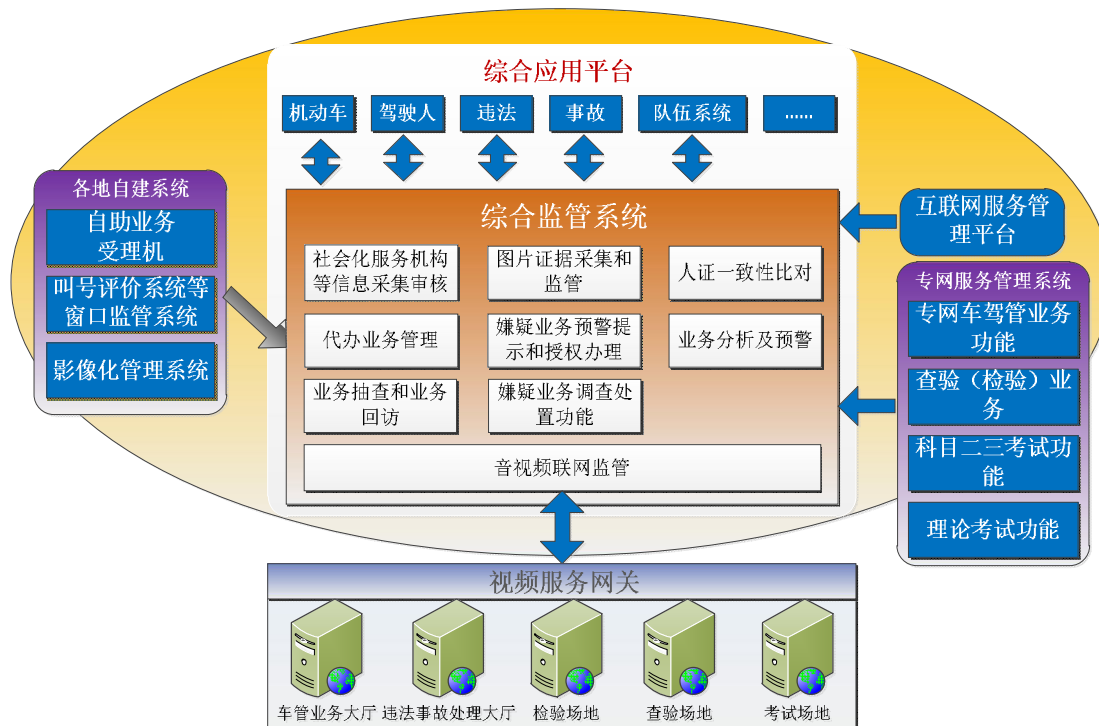 综合应用平台
机动车
驾驶人
违法
事故
队伍系统
......
各地自建系统
自助业务
受理机
叫号评价系统等
窗口监管系统
影像化管理系统
综合监管系统
社会化服务机构
等信息采集审核
图片证据采集和
监管
人证一致性比对
代办业务管理
嫌疑业务预警提
示和授权办理
业务分析及预警
业务抽查和业务
回访
嫌疑业务调查处
置功能
音视频联网监管
互联网服务管
理平台
专网服务管理系统
专网车驾管业务
功能
查验（检验）业
务
科目二三考试功
能
理论考试功能
视频服务网关
车管业务大厅
违法事故处理大厅
检验场地
查验场地
考试场地